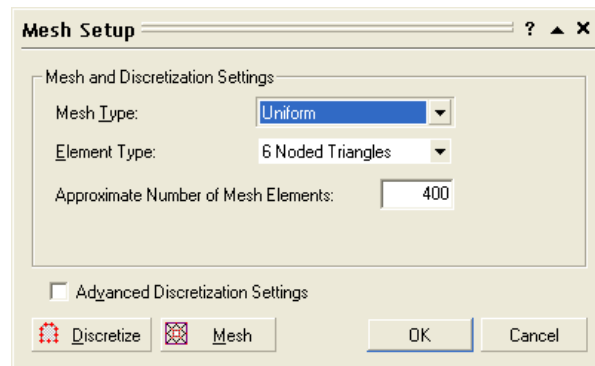 Mesh Setup ? ▲ ×
Mesh and Discretization Settings
Mesh Type: Uniform
Element Type: 6 Noded Triangles
Approximate Number of Mesh Elements: 400
Advanced Discretization Settings
Discretize Mesh OK Cancel